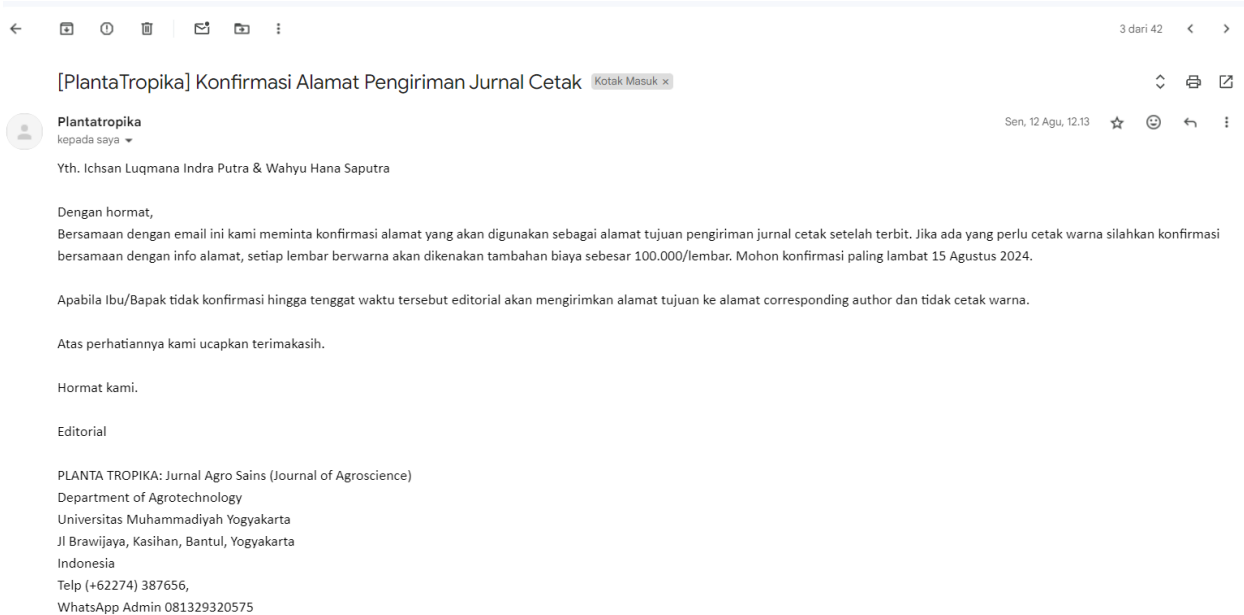 3 dari 42
[PlantaTropika] Konfirmasi Alamat Pengiriman Jurnal Cetak Kotak Masuk ×
Plantatropika Sen, 12 Agu, 12.13
kepada saya
Yth. Ichsan Luqmana Indra Putra & Wahyu Hana Saputra
Dengan hormat,
Bersamaan dengan email ini kami meminta konfirmasi alamat yang akan digunakan sebagai alamat tujuan pengiriman jurnal cetak setelah terbit. Jika ada yang perlu cetak warna silahkan konfirmasi
bersamaan dengan info alamat, setiap lembar berwarna akan dikenakan tambahan biaya sebesar 100.000/lembar. Mohon konfirmasi paling lambat 15 Agustus 2024.
Apabila Ibu/Bapak tidak konfirmasi hingga tenggat waktu tersebut editorial akan mengirimkan alamat tujuan ke alamat corresponding author dan tidak cetak warna.
Atas perhatiannya kami ucapkan terimakasih.
Hormat kami.
Editorial
PLANTA TROPIKA: Jurnal Agro Sains (Journal of Agroscience)
Department of Agrotechnology
Universitas Muhammadiyah Yogyakarta
Jl Brawijaya, Kasihan, Bantul, Yogyakarta
Indonesia
Telp (+62274) 387656,
WhatsApp Admin 081329320575